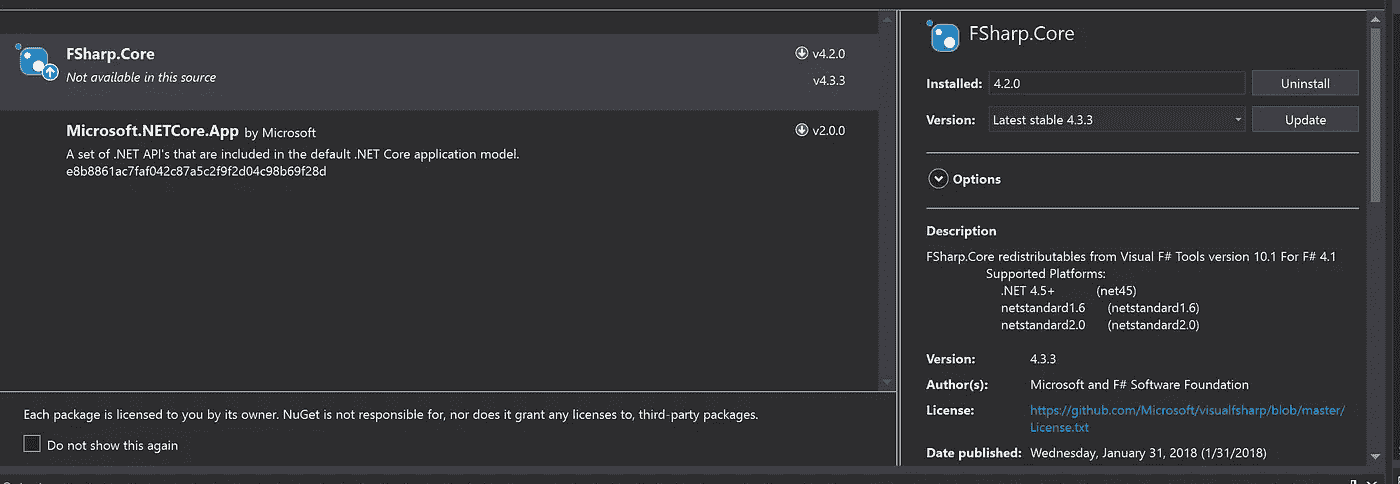 FSharp.Core
v4.2.0
Not available in this source
v4.3.3
Microsoft.NETCore.App by Microsoft
v2.0.0
A set of .NET API's that are included in the default .NET Core application model.
e8b8861ac7faf042c87a5c2f9f2d04c98b69f28d
Each package is licensed to you by its owner. NuGet is not responsible for, nor does it grant any licenses to, third-party packages.
Do not show this again
FSharp.Core
Installed: 4.2.0 Uninstall
Version: Latest stable 4.3.3 Update
Options
Description
FSharp.Core redistributables from Visual F# Tools version 10.1 For F# 4.1
Supported Platforms:
.NET 4.5+ (net45)
netstandard1.6 (netstandard1.6)
netstandard2.0 (netstandard2.0)
Version: 4.3.3
Author(s): Microsoft and F# Software Foundation
License: https://github.com/Microsoft/visualfsharp/blob/master/
License.txt
Date published: Wednesday, January 31, 2018 (1/31/2018)